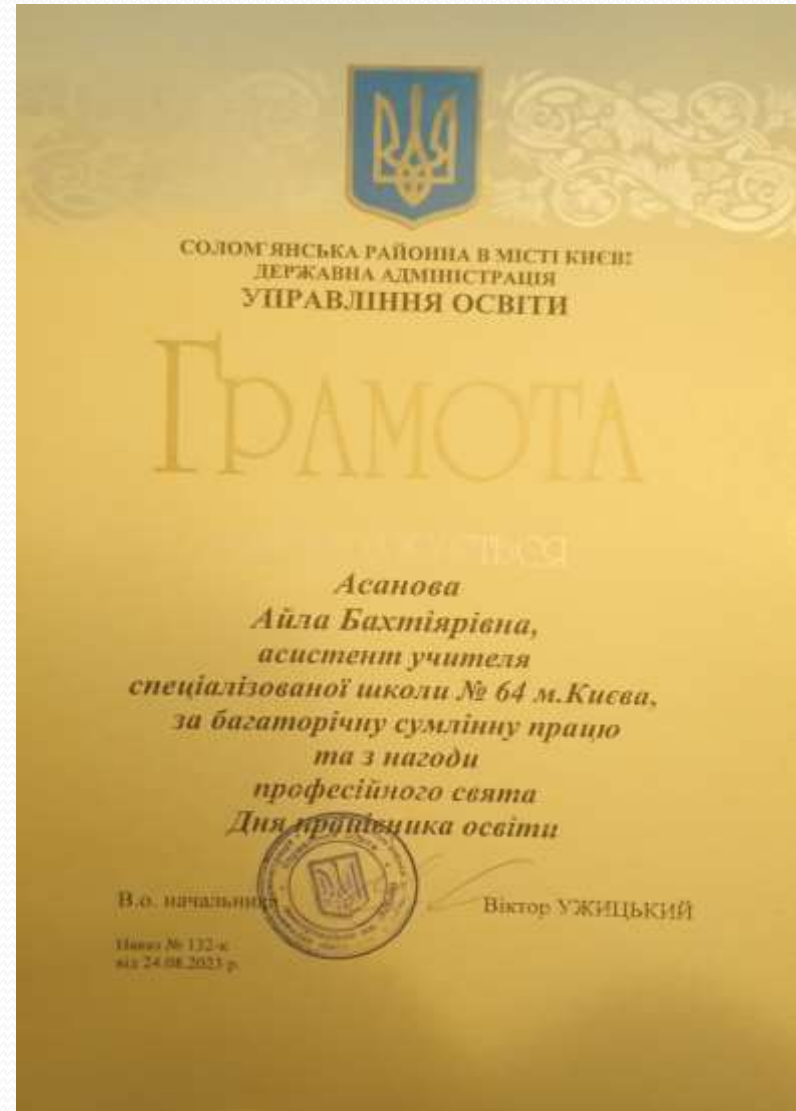 СОЛОМ'ЯНСЬКА РАЙОННА В МІСТІ КИЄВІ
ДЕРЖАВНА АДМІНІСТРАЦІЯ
УПРАВЛІННЯ ОСВІТИ
ГРАМОТА
Асанова
Айла Бахтіярівна,
асистент учителя
спеціалізованої школи № 64 м.Києва,
за багаторічну сумлінну працю
та з нагоди
професійного свята
Дня працівника освіти
В.о. начальника
Віктор УЖИЦЬКИЙ
Наказ № 132-к
від 24.08.2023 р.